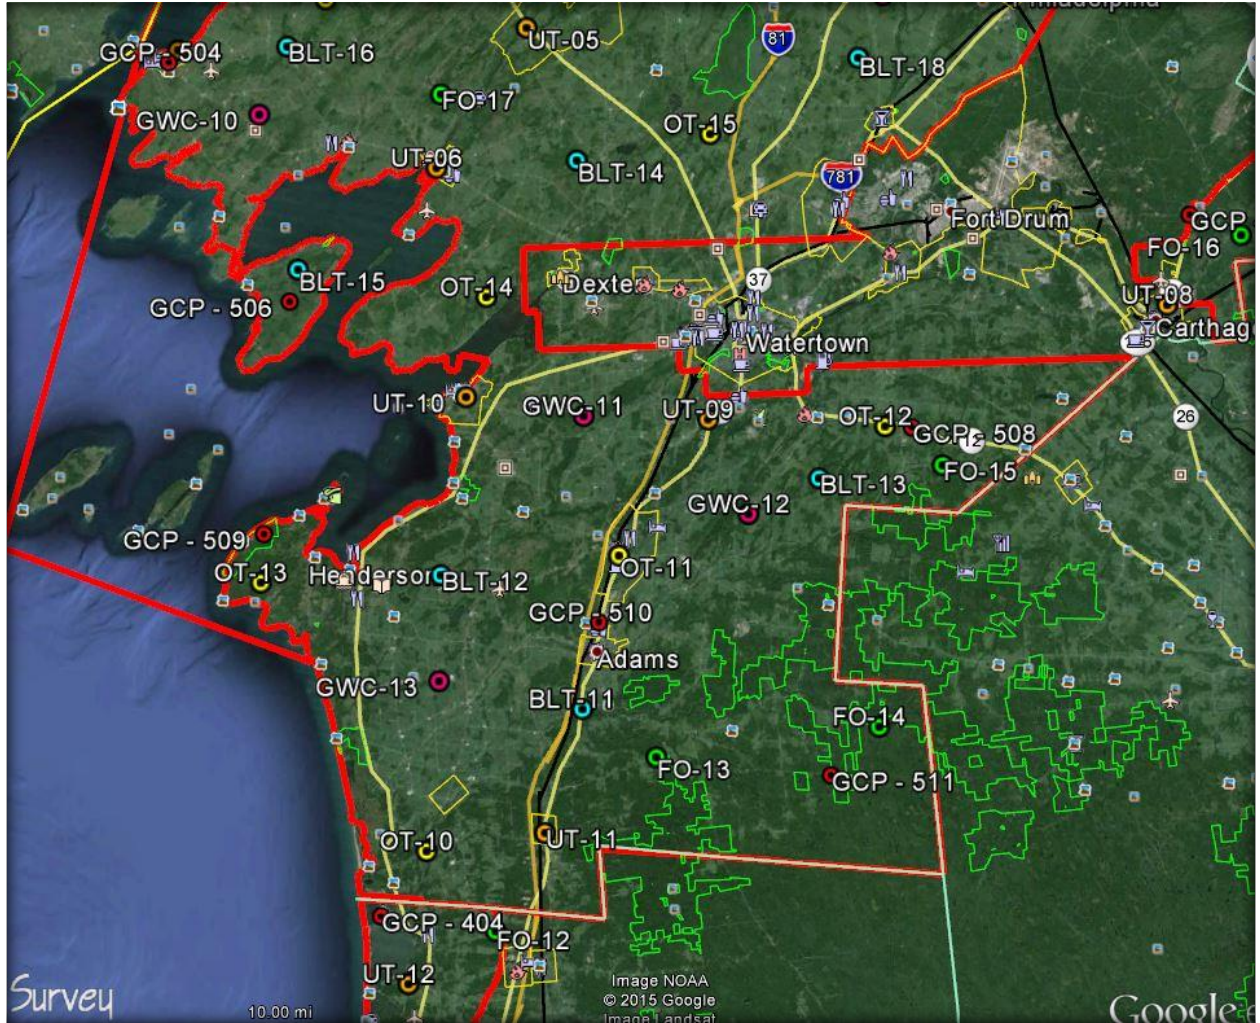 Philadelphia
GCP - 504
BLT-16
UT-05
81
BLT-18
FO-17
GWC-10
OT-15
UT-06
BLT-14
781
Fort Drum
GCP
FO-16
BLT-15
GCP - 506
OT-14
Dexte
37
UT-08
Carthag
Watertown
UT-10
GWC-11
UT-09
OT-12
GCP - 508
12
26
BLT-13
FO-15
GWC-12
GCP - 509
OT-13
Henderson
BLT-12
OT-11
GCP - 510
Adams
GWC-13
BLT-11
FO-14
FO-13
GCP - 511
OT-10
UT-11
GCP - 404
FO-12
UT-12
Survey
10.00 mi
Image NOAA
© 2015 Google
Image Landsat
Google